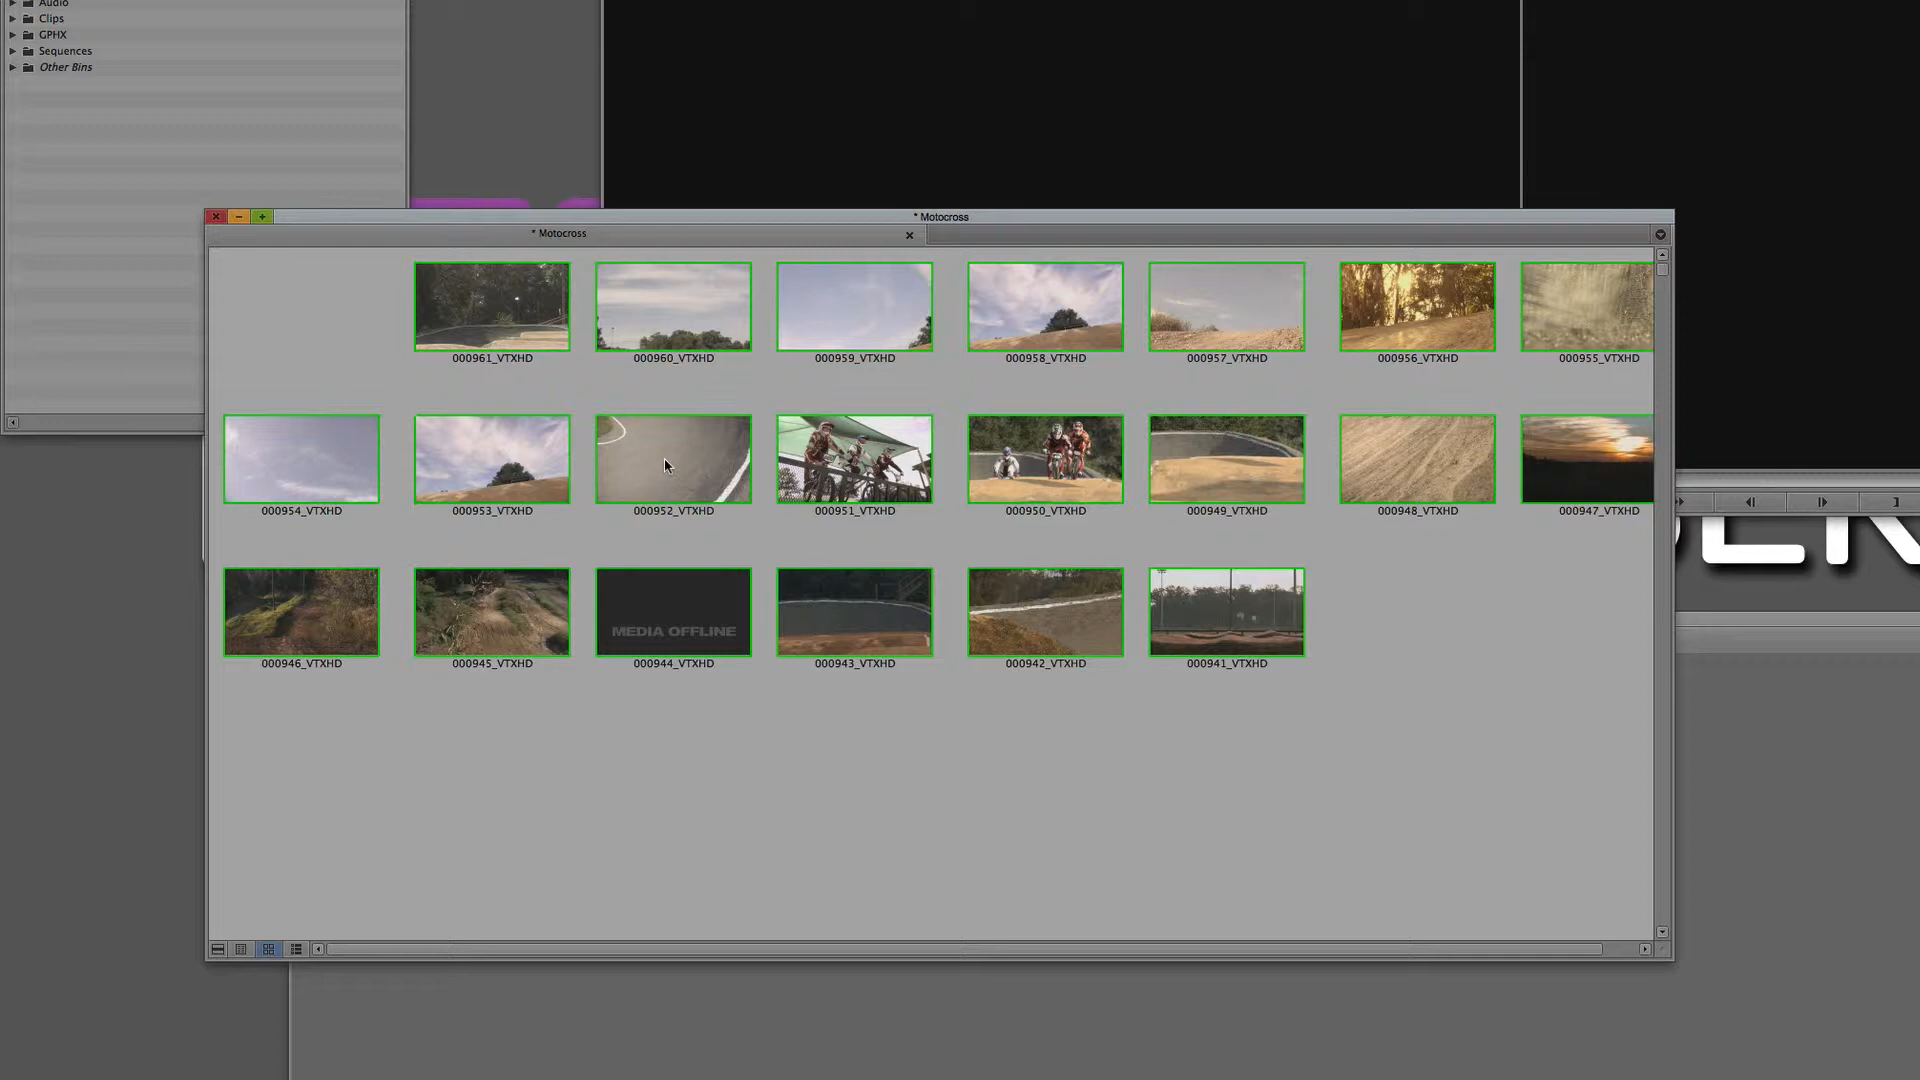 Audio
Clips
GPHX
Sequences
Other Bins
* Motocross
* Motocross
000961_VTXHD
000960_VTXHD
000959_VTXHD
000958_VTXHD
000957_VTXHD
000956_VTXHD
000955_VTXHD
000954_VTXHD
000953_VTXHD
000952_VTXHD
000951_VTXHD
000950_VTXHD
000949_VTXHD
000948_VTXHD
000947_VTXHD
MEDIA OFFLINE
000946_VTXHD
000945_VTXHD
000944_VTXHD
000943_VTXHD
000942_VTXHD
000941_VTXHD